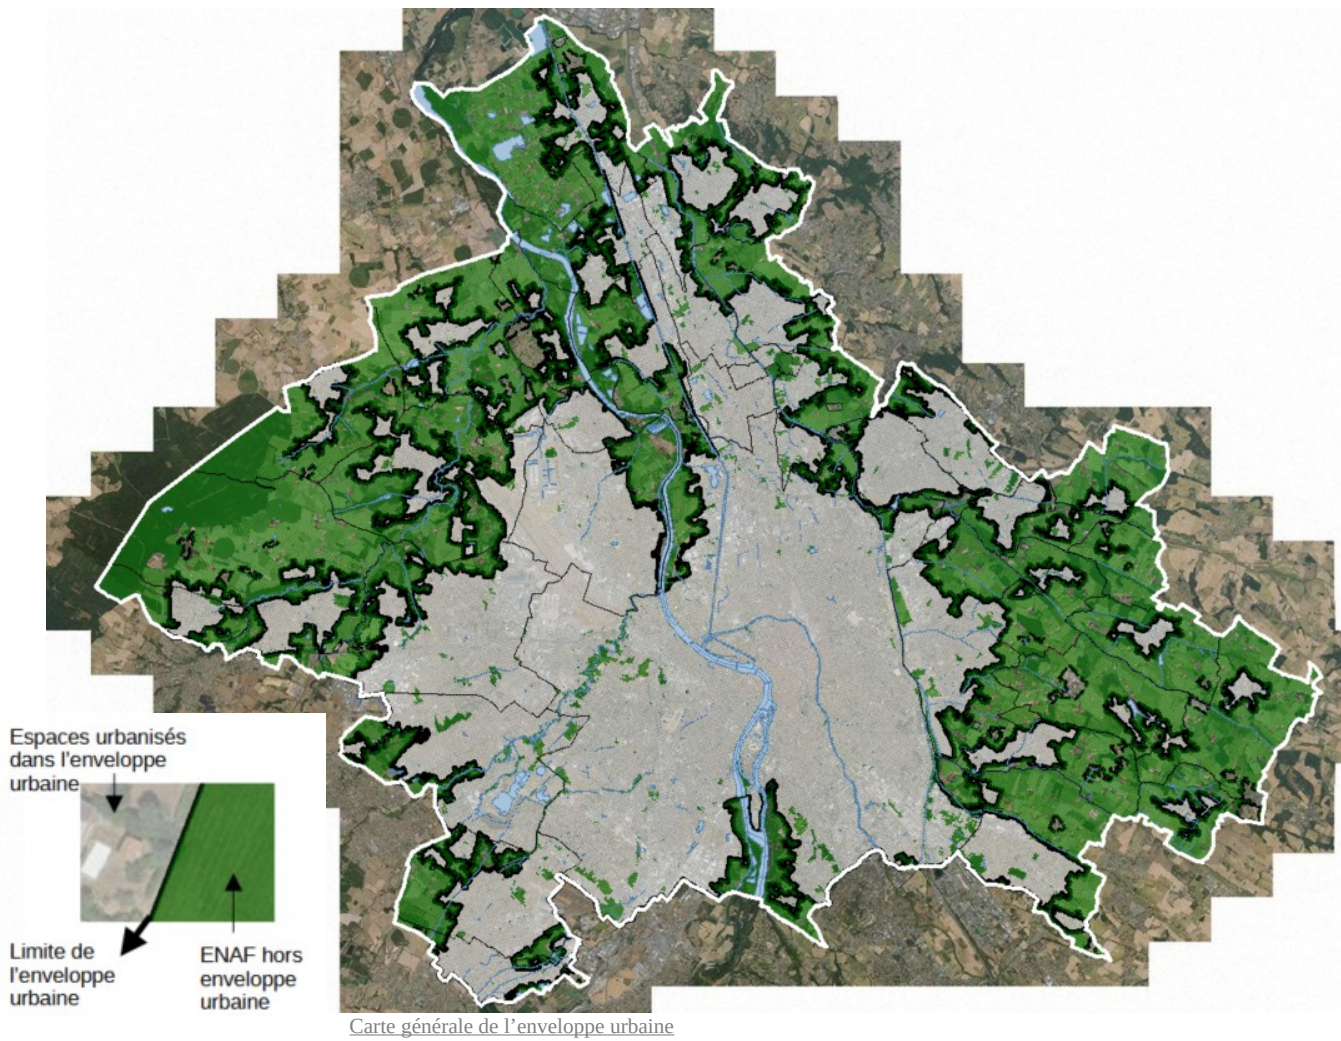 Espaces urbanisés
dans l'enveloppe
urbaine
Limite de
l'enveloppe
urbaine
ENAF hors
enveloppe
urbaine
Carte générale de l’enveloppe urbaine